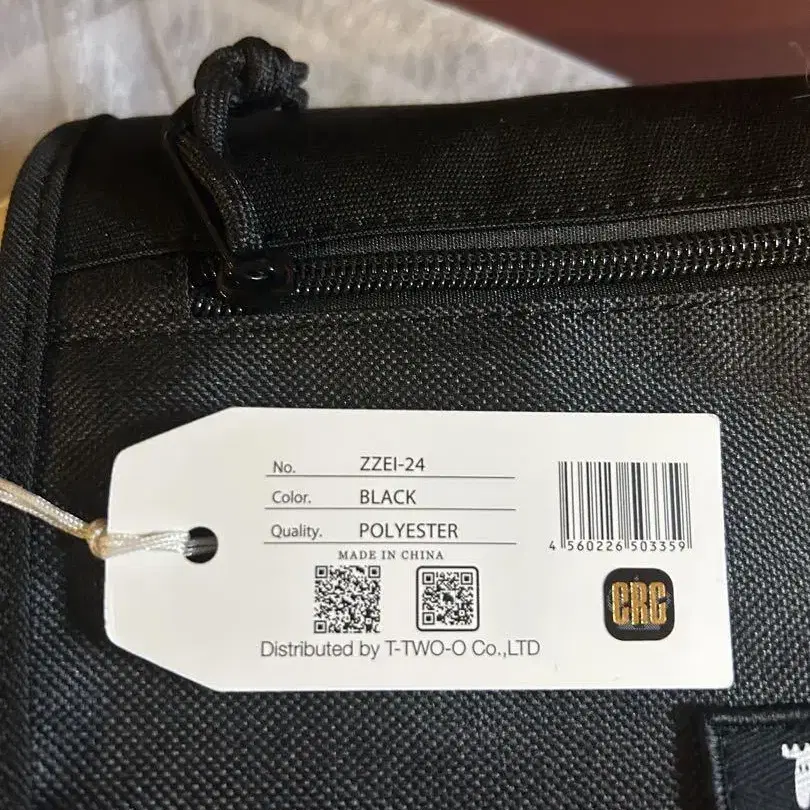 No. ZZEI-24
Color. BLACK
Quality. POLYESTER
MADE IN CHINA
Distributed by T-TWO-O Co.,LTD
4 560226 503359
CRC